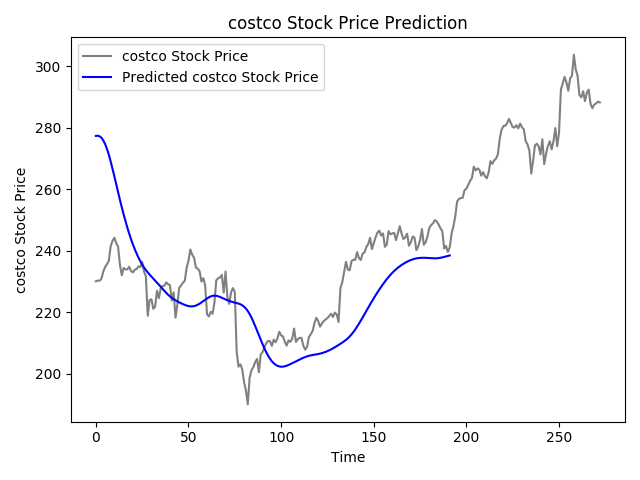 costco Stock Price Prediction
costco Stock Price
Predicted costco Stock Price
costco Stock Price
300
280
260
240
220
200
0
50
100
150
200
250
Time